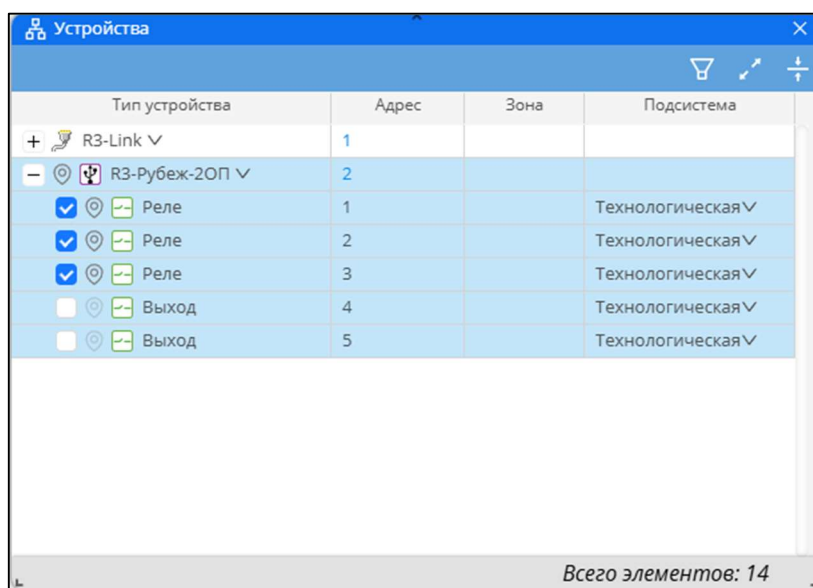 Устройства
Тип устройства Адрес Зона Подсистема
R3-Link 1
R3-Рубеж-2ОП 2
Реле 1 Технологическая
Реле 2 Технологическая
Реле 3 Технологическая
Выход 4 Технологическая
Выход 5 Технологическая
Всего элементов: 14